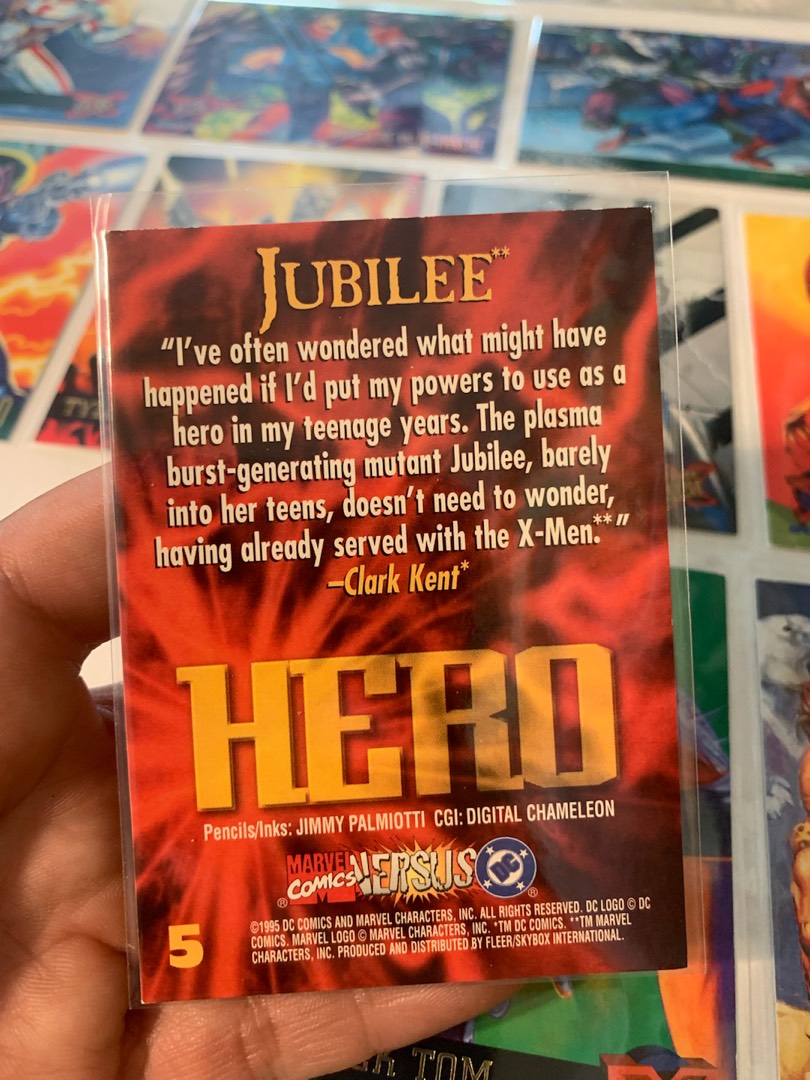 JUBILEE**
“I’ve often wondered what might have
happened if I’d put my powers to use as a
hero in my teenage years. The plasma
burst-generating mutant Jubilee, barely
into her teens, doesn’t need to wonder,
having already served with the X-Men.**”
–Clark Kent*
HERO
Pencils/Inks: JIMMY PALMIOTTI CGI: DIGITAL CHAMELEON
MARVEL COMICS VERSUS DC
® ®
5
©1995 DC COMICS AND MARVEL CHARACTERS, INC. ALL RIGHTS RESERVED. DC LOGO © DC
COMICS. MARVEL LOGO © MARVEL CHARACTERS, INC. *TM DC COMICS. **TM MARVEL
CHARACTERS, INC. PRODUCED AND DISTRIBUTED BY FLEER/SKYBOX INTERNATIONAL.
TOM